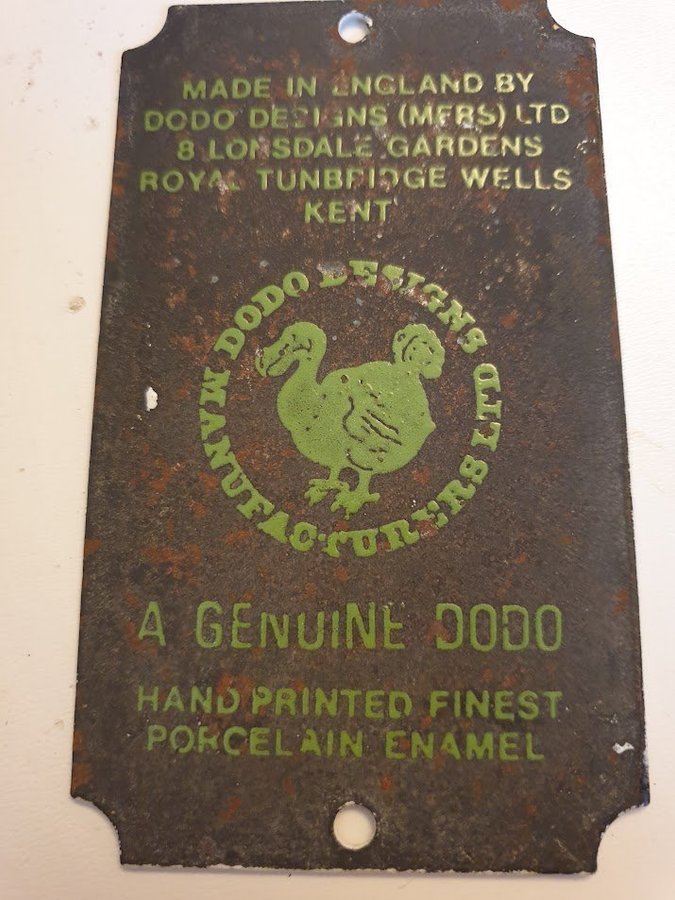 MADE IN ENGLAND BY
DODO DESIGNS (MFRS) LTD
8 LONSDALE GARDENS
ROYAL TUNBRIDGE WELLS
KENT
DODO DESIGNS
MANUFACTURERS LTD
A GENUINE DODO
HAND PRINTED FINEST
PORCELAIN ENAMEL